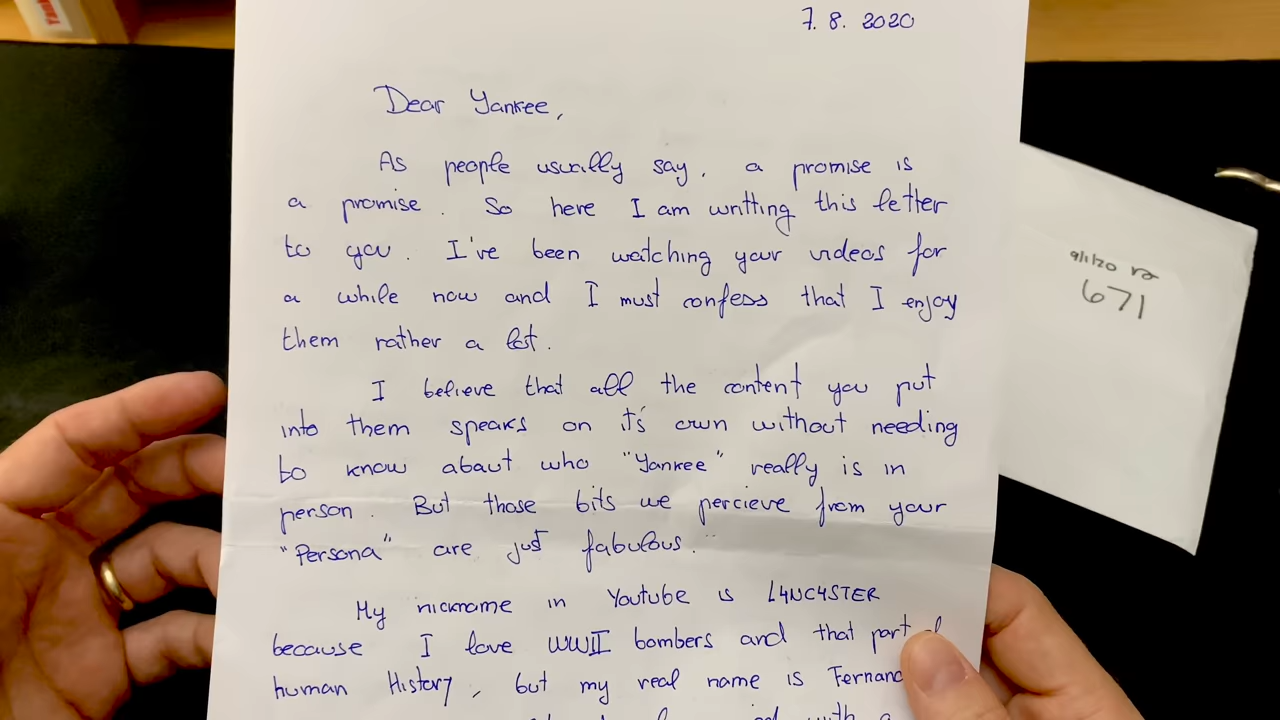 7. 8. 2020
Dear Yankee,
As people usually say, a promise is
a promise. So here I am writting this letter
to you. I've been watching your videos for
a while now and I must confess that I enjoy
them rather a lot.
I believe that all the content you put
into them speaks on it's own without needing
to know about who "Yankee" really is in
person. But those bits we percieve from your
"Persona" are just fabulous.
My nickname in Youtube is L4NC4STER
because I love WWII bombers and that part
human History, but my real name is
with a
9/1/20
671